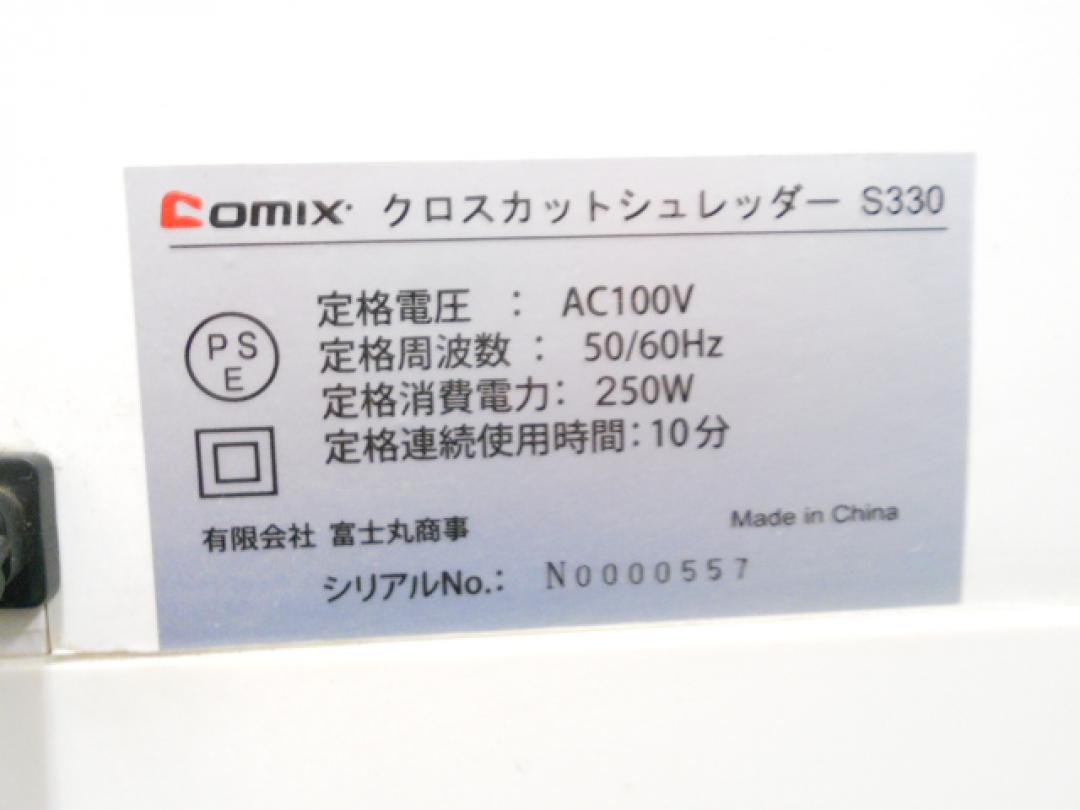 COMIX クロスカットシュレッダー S330
定格電圧 : AC100V
定格周波数 : 50/60Hz
定格消費電力: 250W
定格連続使用時間:10分
PSE
有限会社 富士丸商事
Made in China
シリアルNo.: N0000557